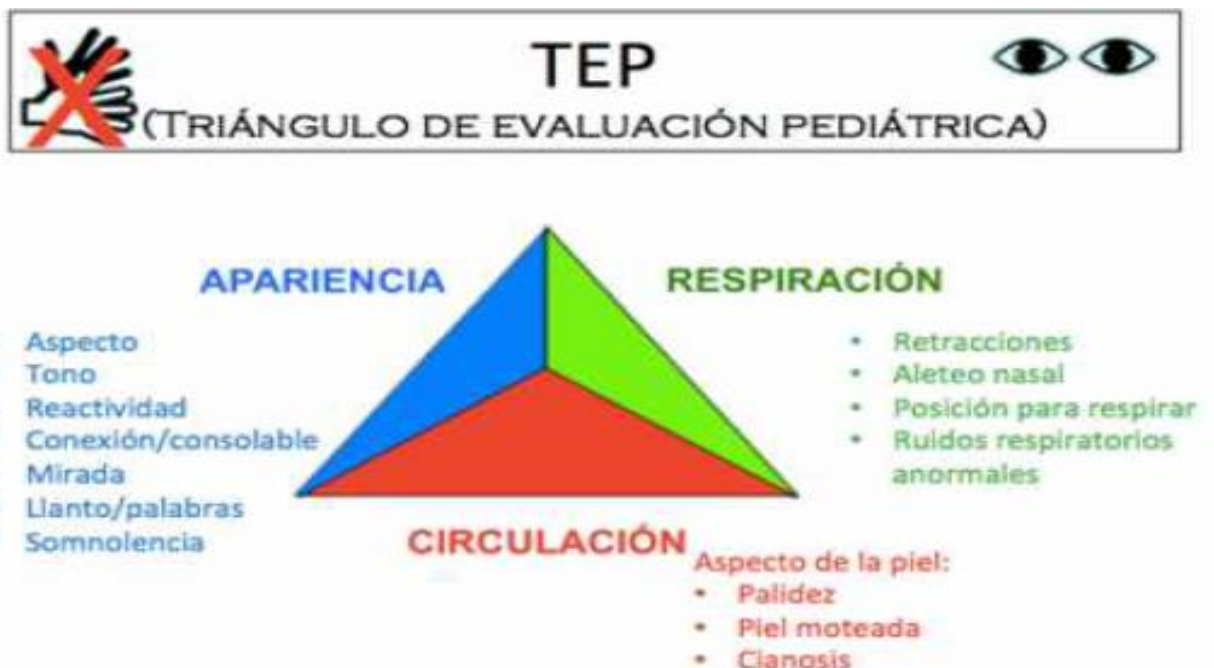 TEP
(TRIÁNGULO DE EVALUACIÓN PEDIÁTRICA)
APARIENCIA
Aspecto
Tono
Reactividad
Conexión/consolable
Mirada
Llanto/palabras
Somnolencia
RESPIRACIÓN
• Retracciones
• Aleteo nasal
• Posición para respirar
• Ruidos respiratorios
anormales
CIRCULACIÓN
Aspecto de la piel:
• Palidez
• Piel moteada
• Cianosis